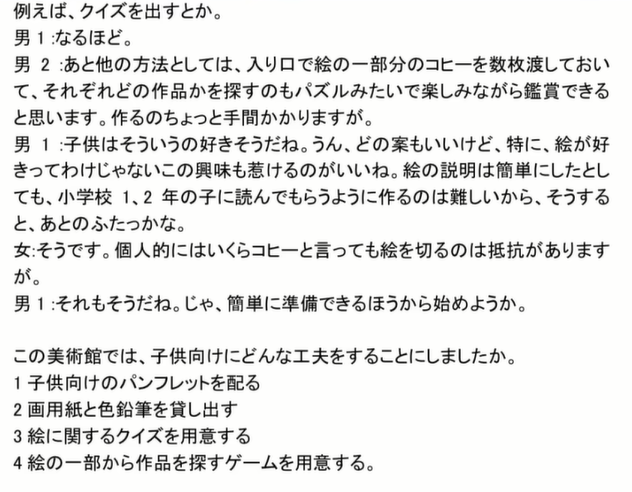 例えば、クイズを出すとか。
男1:なるほど。
男 2 :あと他の方法としては、入り口で絵の一部分のコヒーを数枚渡しておい
て、それぞれどの作品かを探すのもパズルみたいで楽しみながら鑑賞できる
と思います。作るのちょっと手間かかりますが。
男 1 :子供はそういうの好きそうだね。うん、どの案もいいけど、特に、絵が好
きってわけじゃないこの興味も惹けるのがいいね。絵の説明は簡単にしたとし
ても、小学校 1、2 年の子に読んでもらうように作るのは難しいから、そうする
と、あとのふたっかな。
女:そうです。個人的にはいくらコヒーと言っても絵を切るのは抵抗があります
が。
男1:それもそうだね。じゃ、簡単に準備できるほうから始めようか。
この美術館では、子供向けにどんな工夫をすることにしましたか。
1 子供向けのパンフレットを配る
2 画用紙と色鉛筆を貸し出す
3 絵に関するクイズを用意する
4 絵の一部から作品を探すゲームを用意する。